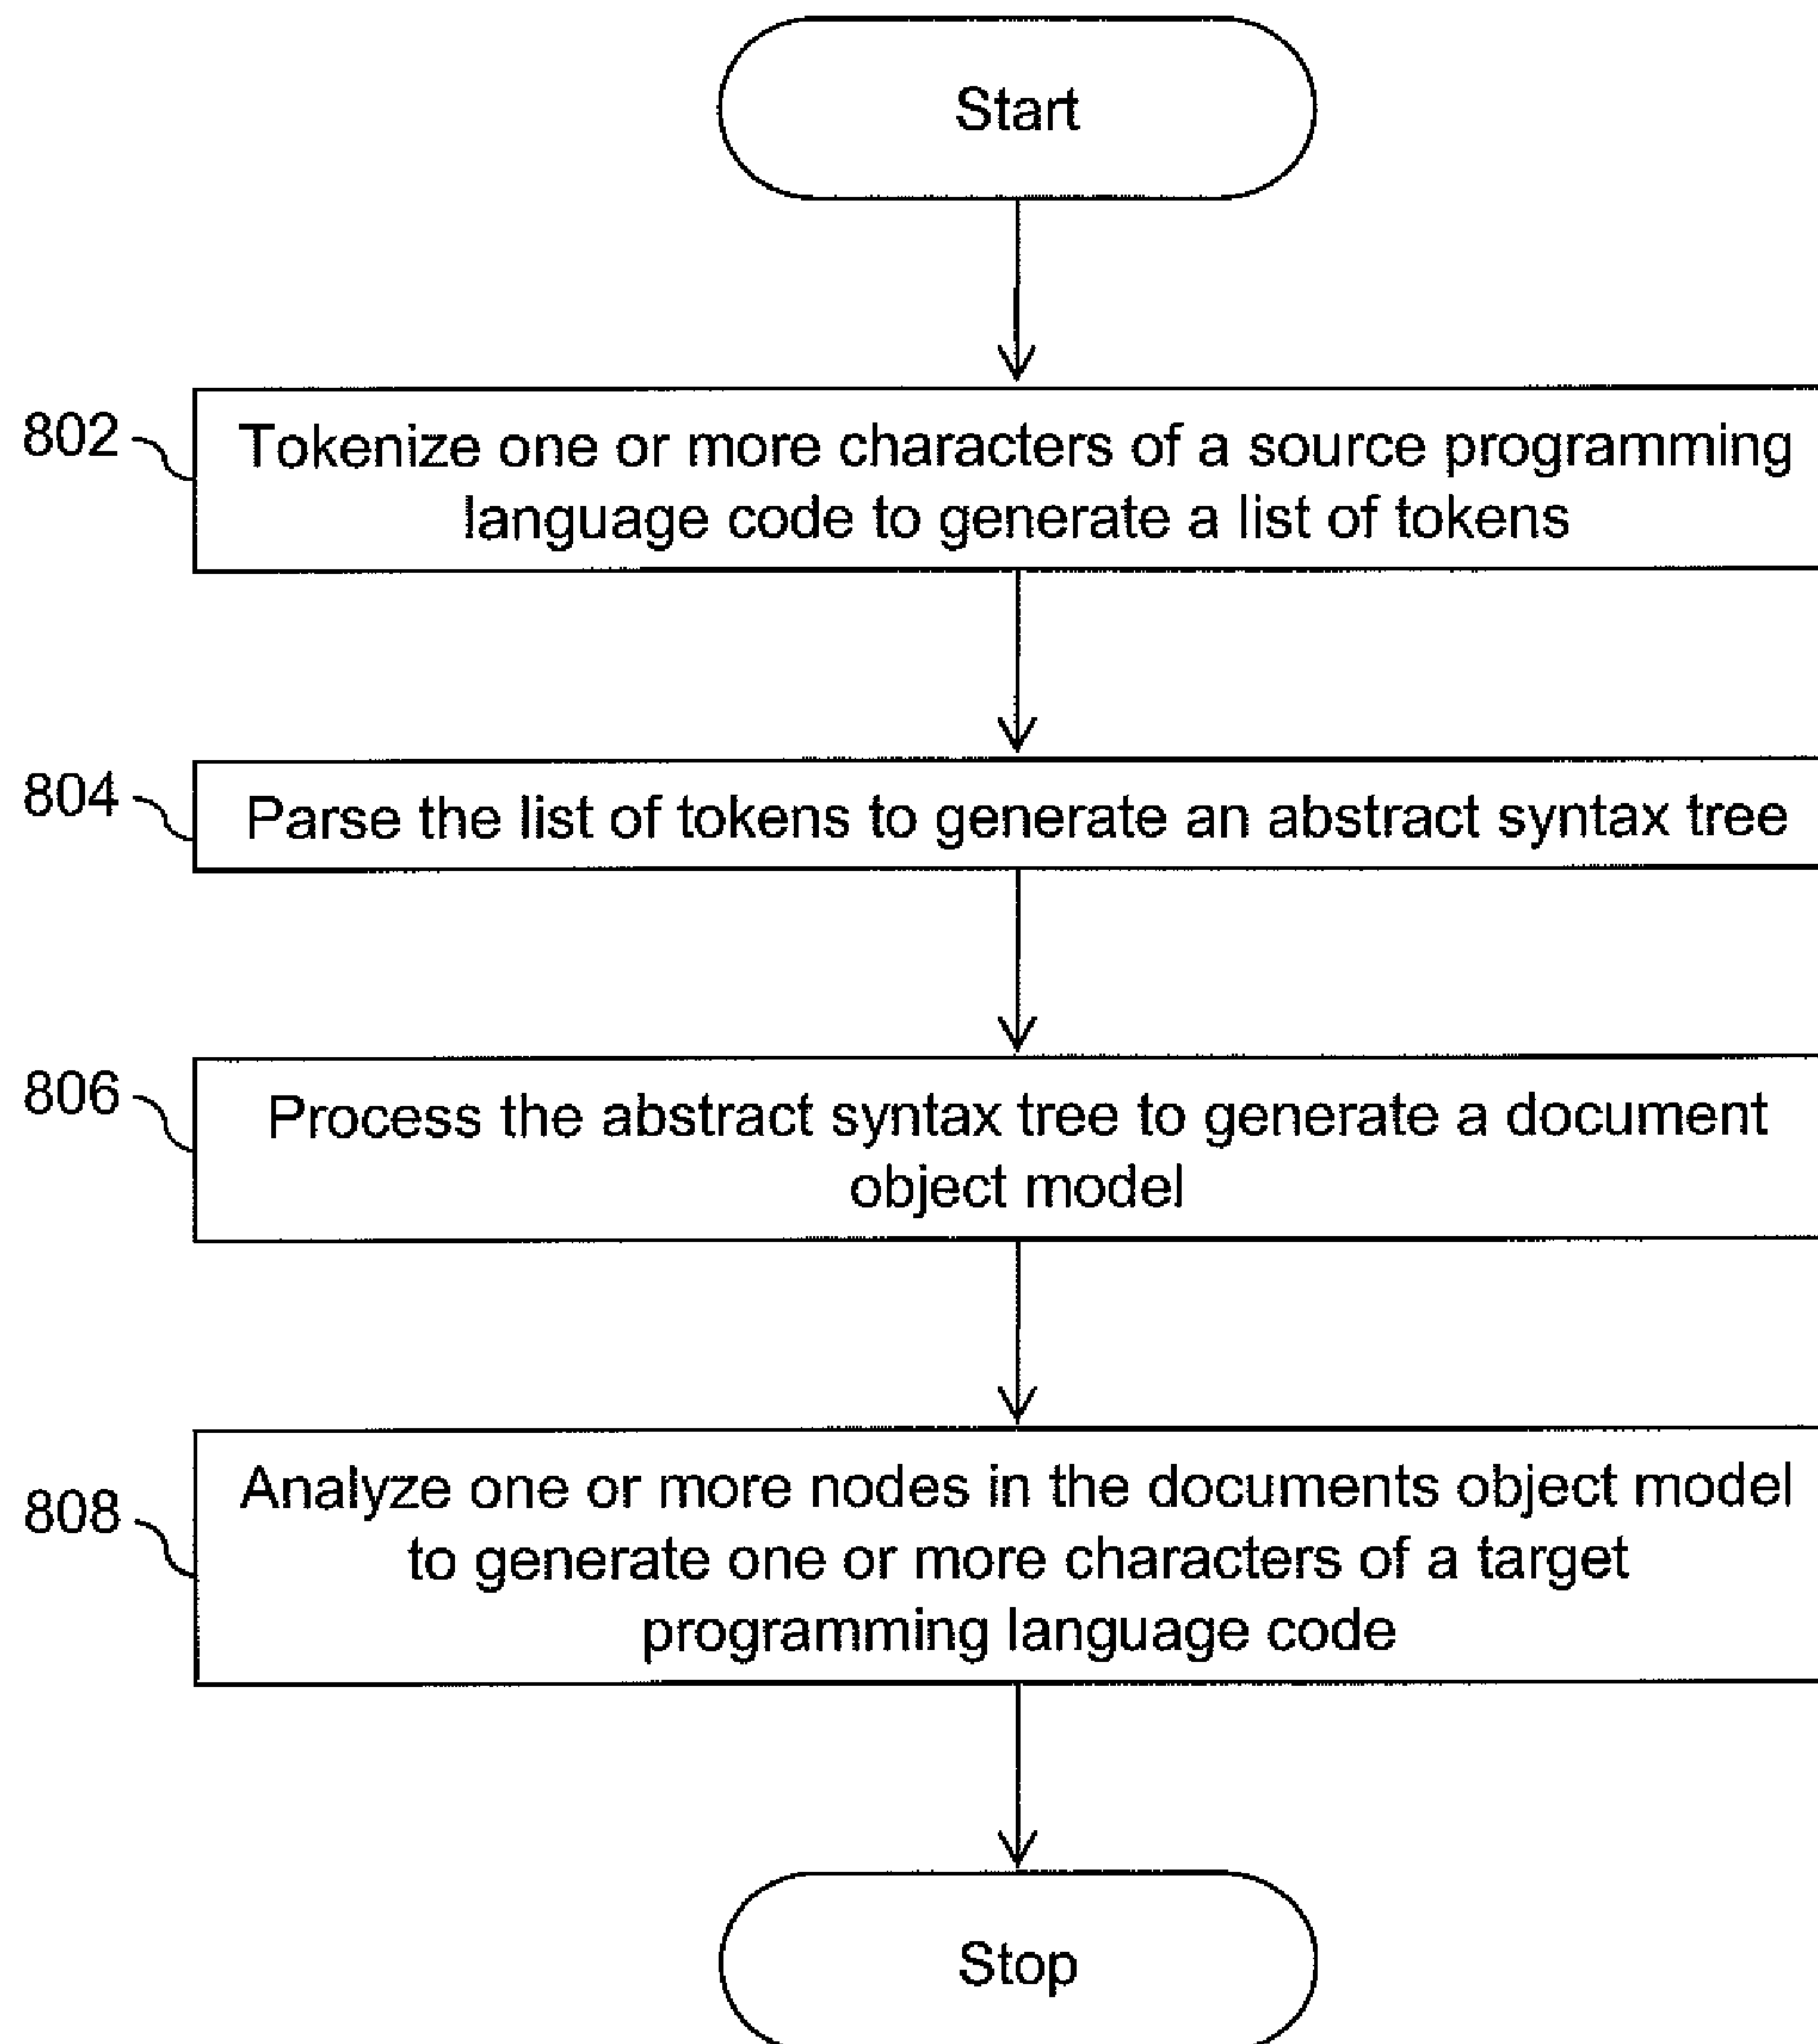 Start
802
Tokenize one or more characters of a source programming
language code to generate a list of tokens
804
Parse the list of tokens to generate an abstract syntax tree
806
Process the abstract syntax tree to generate a document
object model
808
Analyze one or more nodes in the documents object model
to generate one or more characters of a target
programming language code
Stop